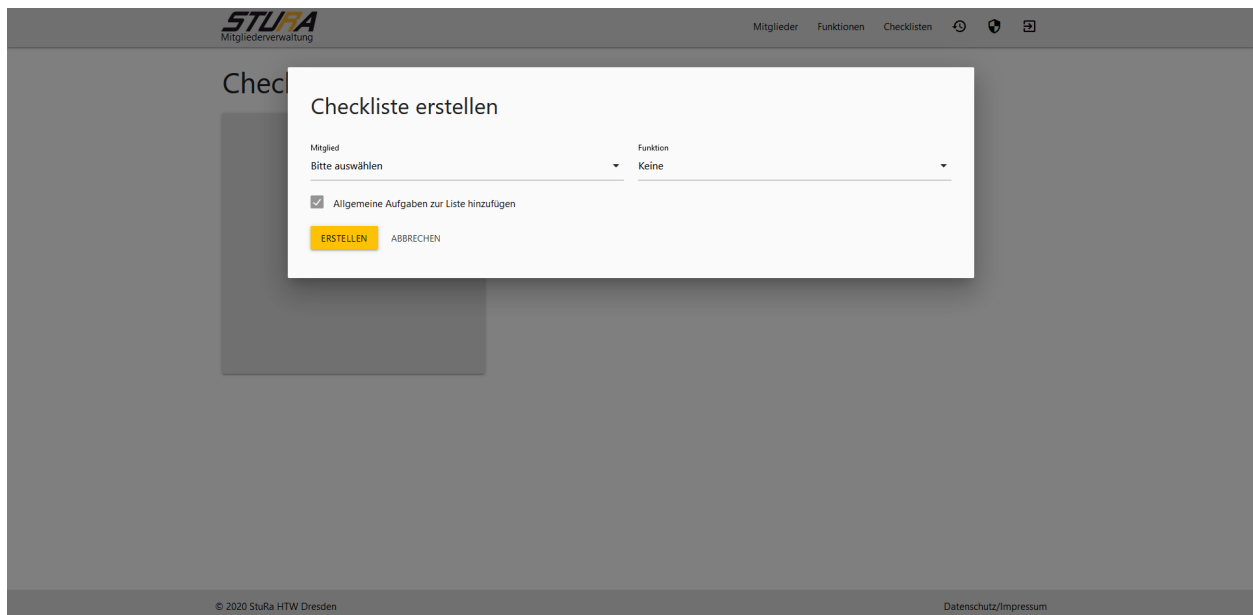 STURA
Mitgliederverwaltung
Mitglieder Funktionen Checklisten
Chec
Checkliste erstellen
Mitglied
Bitte auswählen
Funktion
Keine
Allgemeine Aufgaben zur Liste hinzufügen
ERSTELLEN ABBRECHEN
© 2020 StuRa HTW Dresden
Datenschutz/Impressum